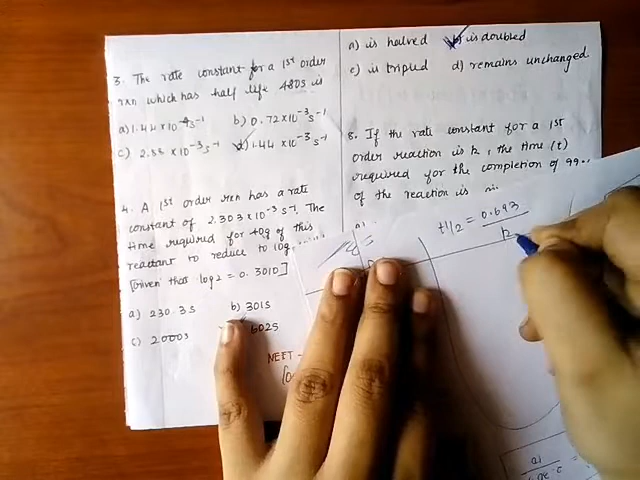 3. The rate constant for a 1st order
rxn which has half life 480s is
a) 1.44 x 10⁻⁴ s⁻¹ b) 0.72 x 10⁻³ s⁻¹
c) 2.88 x 10⁻³ s⁻¹ d) 1.44 x 10⁻³ s⁻¹
4. A 1st order rxn has a rate
constant of 2.303 x 10⁻³ s⁻¹. The
time required for 40g of this
reactant to reduce to 10g
[Given that log2 = 0.3010]
a) 230.3s b) 301s
c) 2000s 602s
NEET -
a) is halved b) is doubled
c) is tripled d) remains unchanged
8. If the rate constant for a 1st
order reaction is k, the time (t)
required for the completion of 99
of the reaction is
t1/2 = 0.693
k